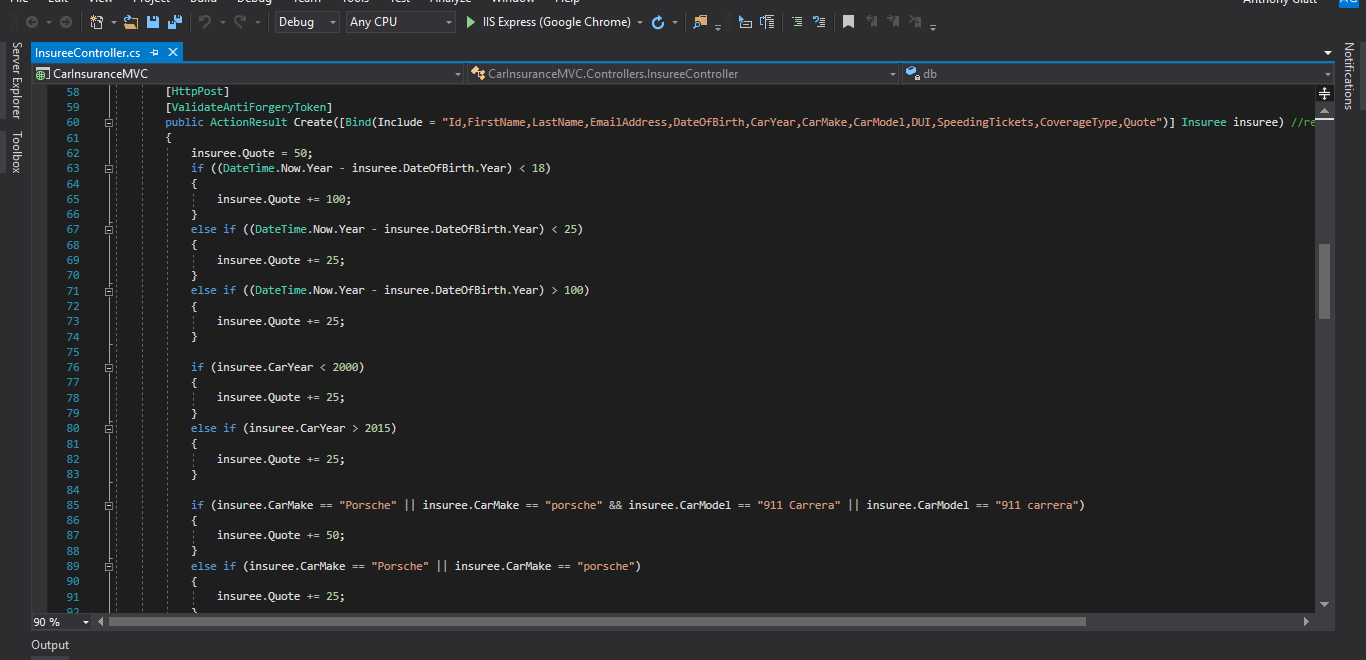 Debug Any CPU IIS Express (Google Chrome)
Server Explorer
Toolbox
Notifications
InsureeController.cs
CarInsuranceMVC CarInsuranceMVC.Controllers.InsureeController db
58 [HttpPost]
59 [ValidateAntiForgeryToken]
60 public ActionResult Create([Bind(Include = "Id,FirstName,LastName,EmailAddress,DateOfBirth,CarYear,CarMake,CarModel,DUI,SpeedingTickets,CoverageType,Quote")] Insuree insuree) //re
61 {
62 insuree.Quote = 50;
63 if ((DateTime.Now.Year - insuree.DateOfBirth.Year) < 18)
64 {
65 insuree.Quote += 100;
66 }
67 else if ((DateTime.Now.Year - insuree.DateOfBirth.Year) < 25)
68 {
69 insuree.Quote += 25;
70 }
71 else if ((DateTime.Now.Year - insuree.DateOfBirth.Year) > 100)
72 {
73 insuree.Quote += 25;
74 }
75
76 if (insuree.CarYear < 2000)
77 {
78 insuree.Quote += 25;
79 }
80 else if (insuree.CarYear > 2015)
81 {
82 insuree.Quote += 25;
83 }
84
85 if (insuree.CarMake == "Porsche" || insuree.CarMake == "porsche" && insuree.CarModel == "911 Carrera" || insuree.CarModel == "911 carrera")
86 {
87 insuree.Quote += 50;
88 }
89 else if (insuree.CarMake == "Porsche" || insuree.CarMake == "porsche")
90 {
91 insuree.Quote += 25;
92 }
90 %
Output